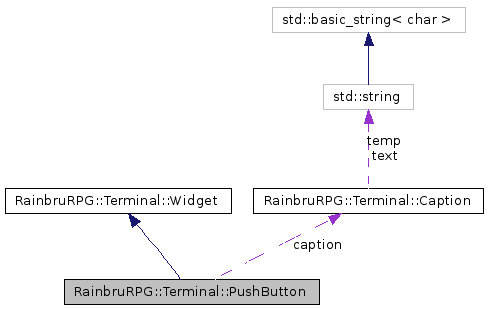 std::basic_string< char >
std::string
temp
text
RainbruRPG::Terminal::Widget
RainbruRPG::Terminal::Caption
caption
RainbruRPG::Terminal::PushButton